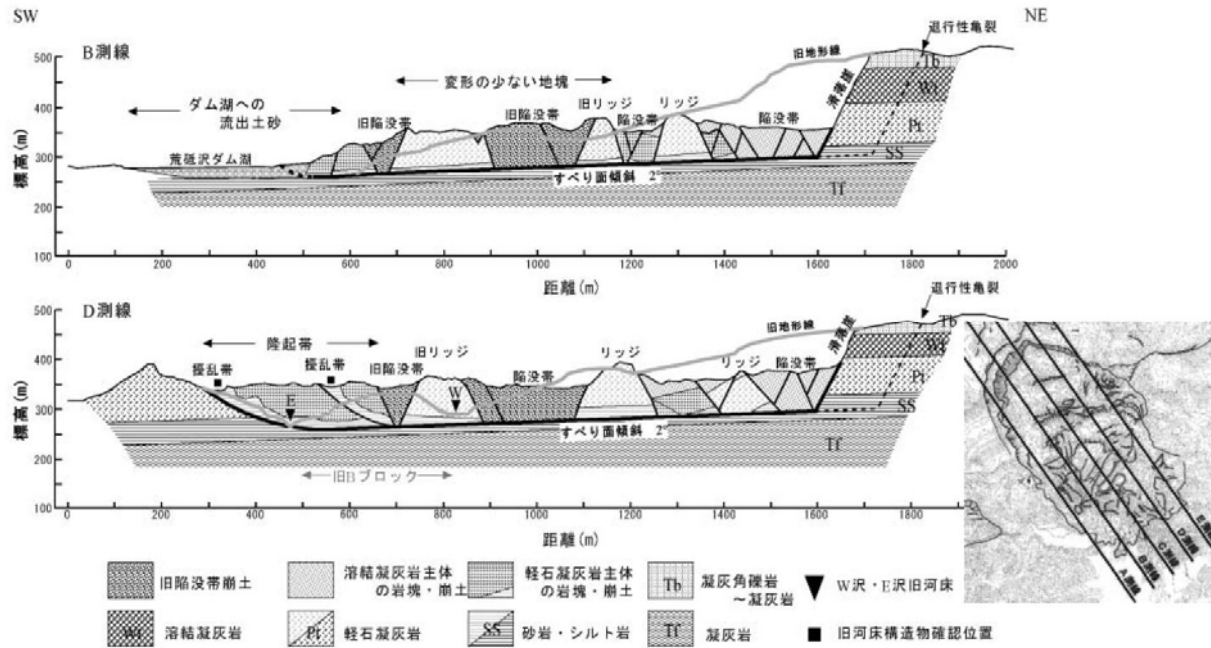 SW
NE
B測線
退行性亀裂
旧地形線
Tb
変形の少ない地塊
滑落崖
Wt
ダム湖への
流出土砂
旧陥没帯
旧陥没帯
旧リッジ
陥没帯
リッジ
陥没帯
Pt
荒砥沢ダム湖
SS
すべり面傾斜 2°
Tf
標高(m)
500
400
300
200
100
0 200 400 600 800 1000 1200 1400 1600 1800 2000
距離(m)
D測線
退行性亀裂
旧地形線
Tb
隆起帯
滑落崖
Wt
擾乱帯
擾乱帯
旧陥没帯
旧リッジ
陥没帯
リッジ
リッジ
陥没帯
Pt
E
W
SS
すべり面傾斜 2°
Tf
旧Bブロック
標高(m)
500
400
300
200
100
0 200 400 600 800 1000 1200 1400 1600 1800
距離(m)
A測線
B測線
C測線
D測線
E測線
旧陥没帯崩土
溶結凝灰岩主体
の岩塊・崩土
軽石凝灰岩主体
の岩塊・崩土
Tb 凝灰角礫岩
～凝灰岩
W沢・E沢旧河床
Wt 溶結凝灰岩
Pt 軽石凝灰岩
SS 砂岩・シルト岩
Tf 凝灰岩
旧河床構造物確認位置